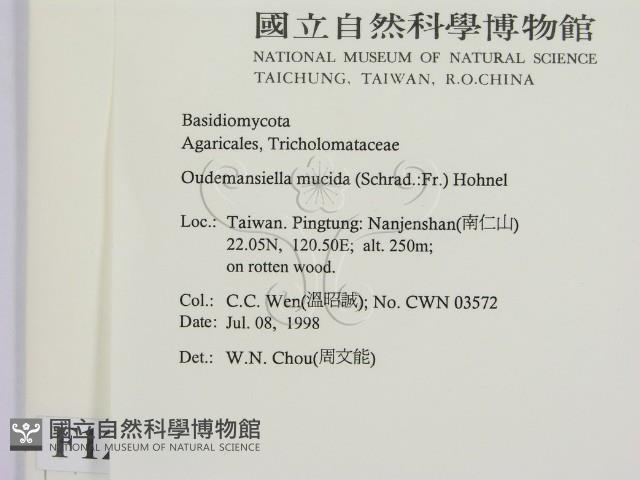 國立自然科學博物館
NATIONAL MUSEUM OF NATURAL SCIENCE
TAICHUNG, TAIWAN, R.O.CHINA
Basidiomycota
Agaricales, Tricholomataceae
Oudemansiella mucida (Schrad.:Fr.) Hohnel
Loc.: Taiwan. Pingtung: Nanjenshan(南仁山)
22.05N, 120.50E; alt. 250m;
on rotten wood.
Col.: C.C. Wen(溫昭誠); No. CWN 03572
Date: Jul. 08, 1998
Det.: W.N. Chou(周文能)
國立自然科學博物館
NATIONAL MUSEUM OF NATURAL SCIENCE